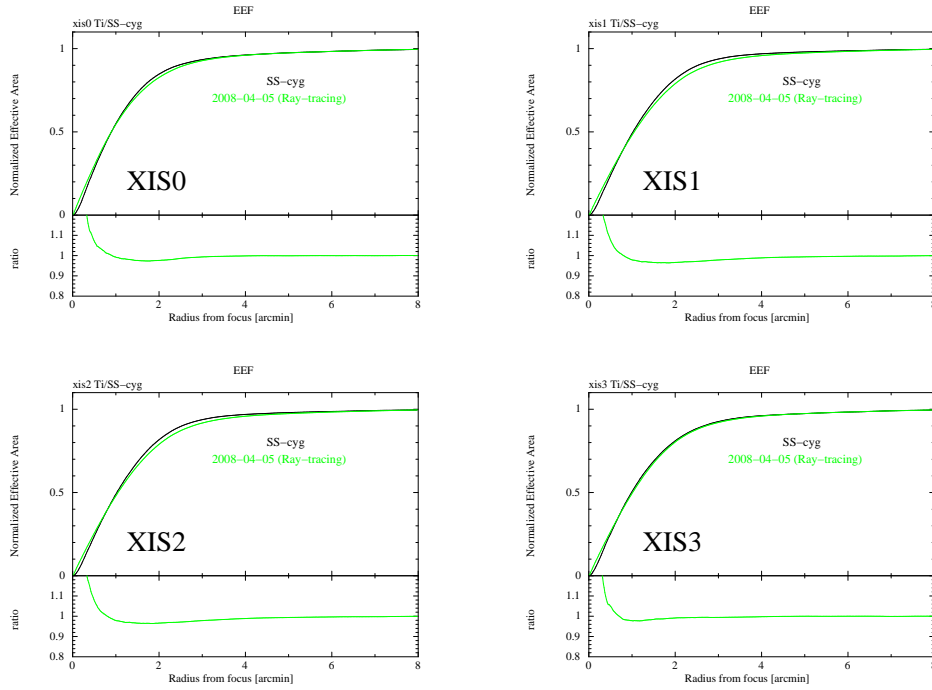 EEF
xis0 Ti/SS−cyg
1
0.5
0
Normalized Effective Area
SS−cyg
2008−04−05 (Ray−tracing)
XIS0
1.1
1
0.9
0.8
ratio
0 2 4 6 8
Radius from focus [arcmin]
EEF
xis1 Ti/SS−cyg
1
0.5
0
Normalized Effective Area
SS−cyg
2008−04−05 (Ray−tracing)
XIS1
1.1
1
0.9
0.8
ratio
0 2 4 6 8
Radius from focus [arcmin]
EEF
xis2 Ti/SS−cyg
1
0.5
0
Normalized Effective Area
SS−cyg
2008−04−05 (Ray−tracing)
XIS2
1.1
1
0.9
0.8
ratio
0 2 4 6 8
Radius from focus [arcmin]
EEF
xis3 Ti/SS−cyg
1
0.5
0
Normalized Effective Area
SS−cyg
2008−04−05 (Ray−tracing)
XIS3
1.1
1
0.9
0.8
ratio
0 2 4 6 8
Radius from focus [arcmin]